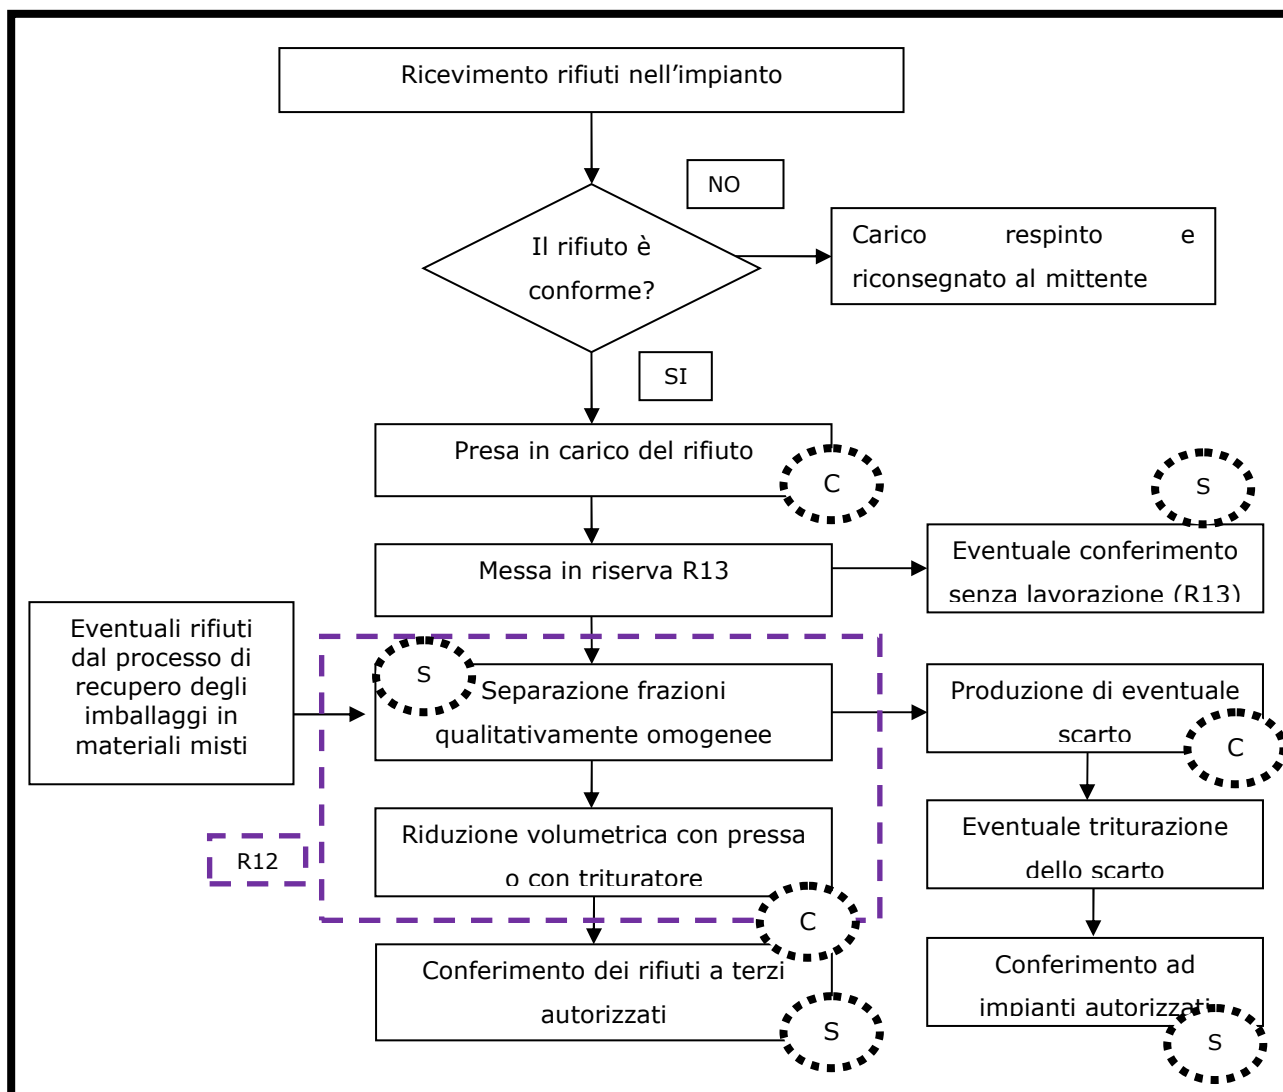 Ricevimento rifiuti nell'impianto
NO
Il rifiuto è
conforme?
Carico respinto e
riconsegnato al mittente
SI
Presa in carico del rifiuto
C
S
Messa in riserva R13
Eventuale conferimento
senza lavorazione (R13)
Eventuali rifiuti
dal processo di
recupero degli
imballaggi in
materiali misti
S
Separazione frazioni
qualitativamente omogenee
Produzione di eventuale
scarto
C
R12
Riduzione volumetrica con pressa
o con trituratore
C
Eventuale triturazione
dello scarto
Conferimento dei rifiuti a terzi
autorizzati
S
Conferimento ad
impianti autorizzati
S